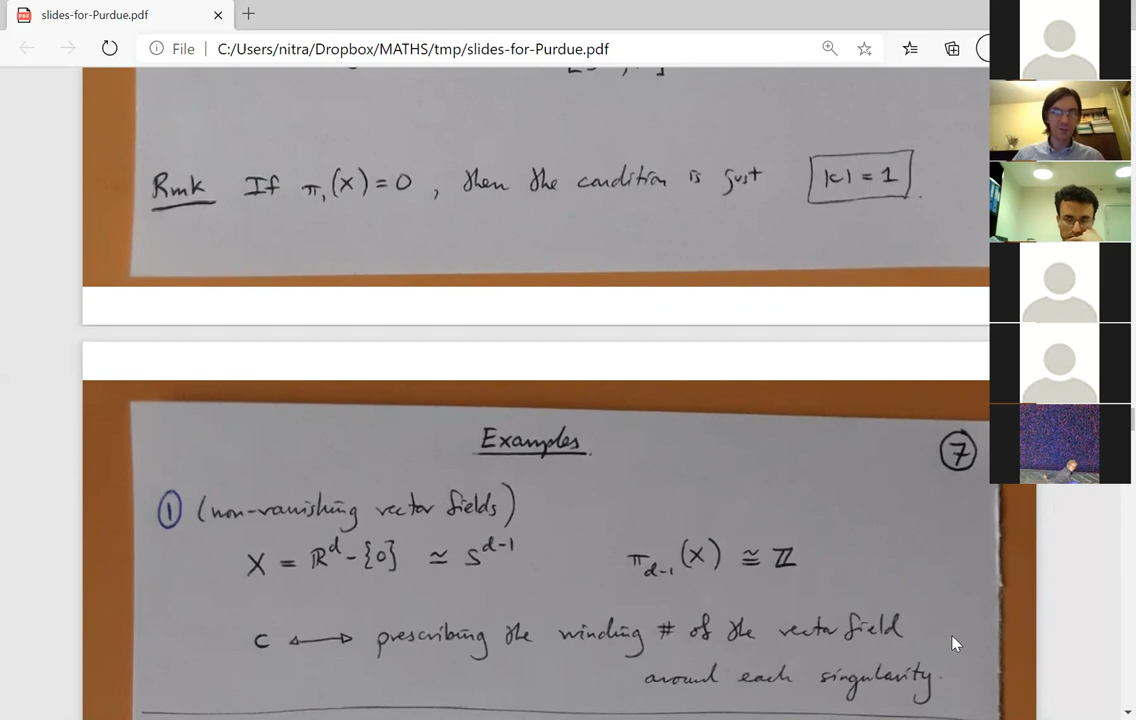 slides-for-Purdue.pdf
File C:/Users/nitra/Dropbox/MATHS/tmp/slides-for-Purdue.pdf
Rmk If π₁(X) = 0, then the condition is just |c| = 1.
Examples.
⑦
① (non-vanishing vector fields)
X = ℝᵈ - {0} ≃ Sᵈ⁻¹ π_{d-1}(X) ≅ ℤ
c ↔ prescribing the winding # of the vector field
around each singularity.